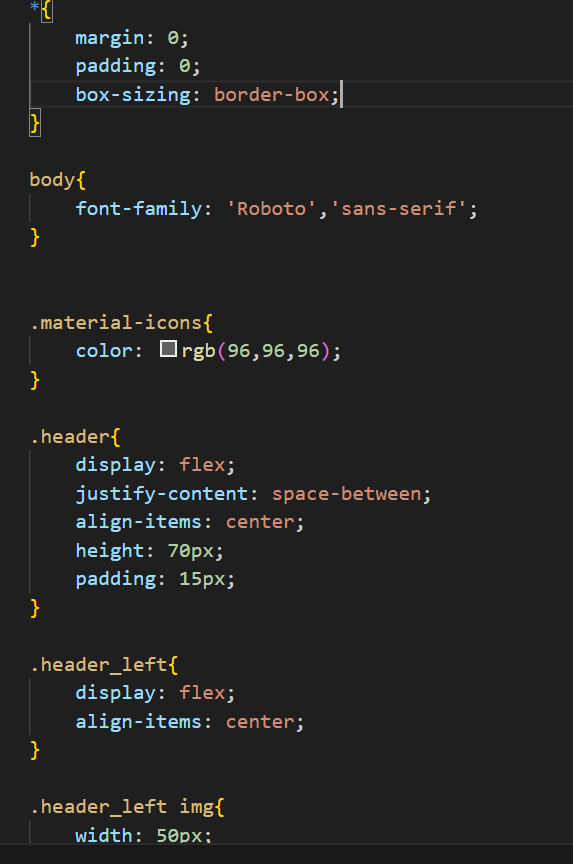 *{
margin: 0;
padding: 0;
box-sizing: border-box;
}
body{
font-family: 'Roboto','sans-serif';
}
.material-icons{
color: rgb(96,96,96);
}
.header{
display: flex;
justify-content: space-between;
align-items: center;
height: 70px;
padding: 15px;
}
.header_left{
display: flex;
align-items: center;
}
.header_left img{
width: 50px;